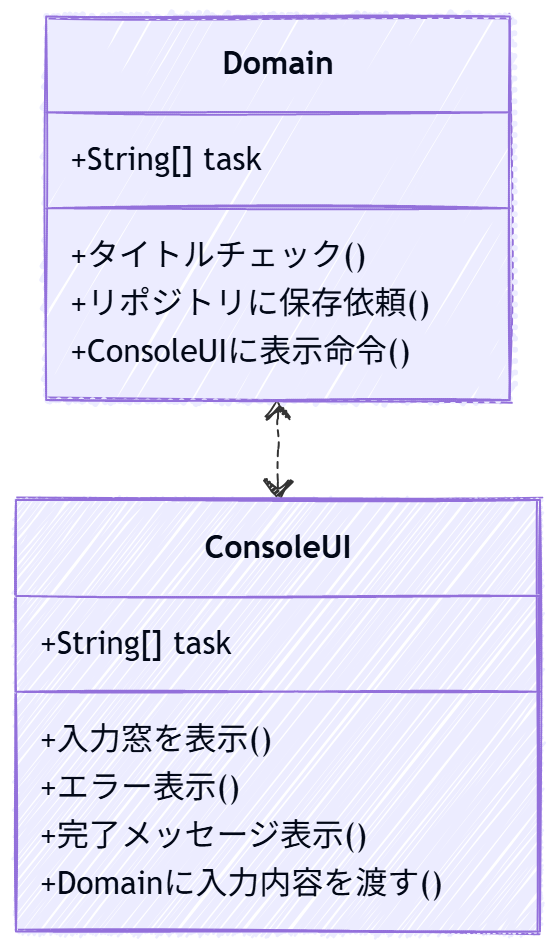 Domain
+String[] task
+タイトルチェック()
+リポジトリに保存依頼()
+ConsoleUIに表示命令()
ConsoleUI
+String[] task
+入力窓を表示()
+エラー表示()
+完了メッセージ表示()
+Domainに入力内容を渡す()